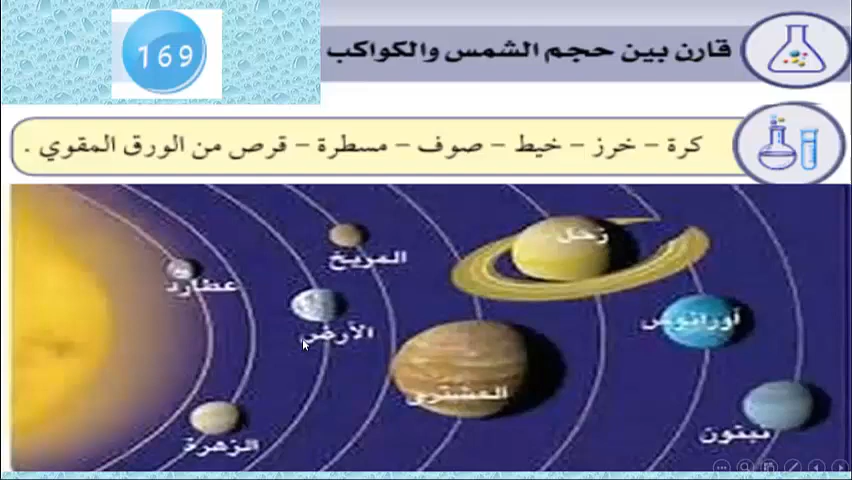 169
قارن بين حجم الشمس والكواكب
كرة – خرز – خيط – صوف – مسطرة – قرص من الورق المقوي .
زحل
المريخ
عطارد
أورانوس
الأرض
المشترى
نبتون
الزهرة